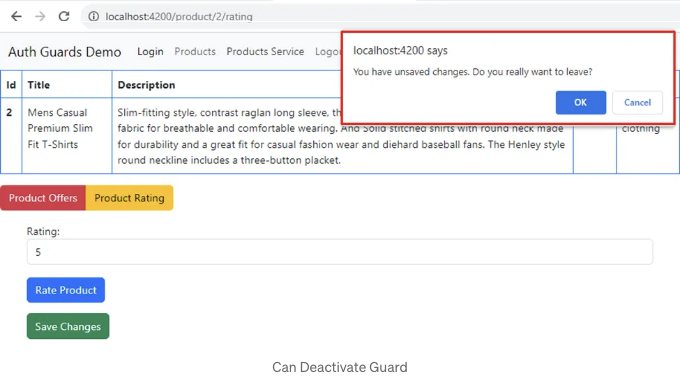 localhost:4200/product/2/rating
Auth Guards Demo Login Products Products Service
localhost:4200 says
You have unsaved changes. Do you really want to leave?
OK Cancel
Id Title Description
2 Mens Casual
Premium Slim
Fit T-Shirts
Slim-fitting style, contrast raglan long sleeve,
fabric for breathable and comfortable wearing. And Solid stitched shirts with round neck made
for durability and a great fit for casual fashion wear and diehard baseball fans. The Henley style
round neckline includes a three-button placket.
clothing
Product Offers Product Rating
Rating:
5
Rate Product
Save Changes
Can Deactivate Guard